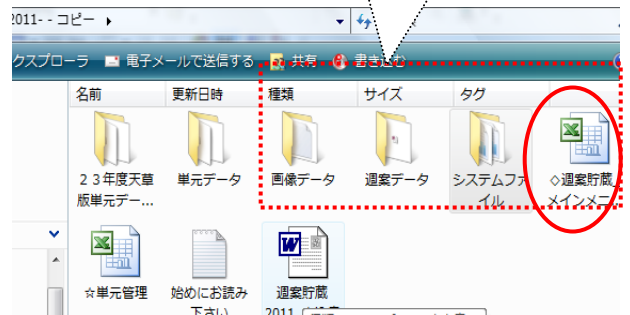 2011- - コピー
クスプローラ 電子メールで送信する 共有 書き込む
名前 更新日時 種類 サイズ タグ
２３年度天草版単元デー... 単元データ 画像データ 週案データ システムファイル ◇週案貯蔵_メインメニ
☆単元管理 始めにお読み下さい 週案貯蔵
2011